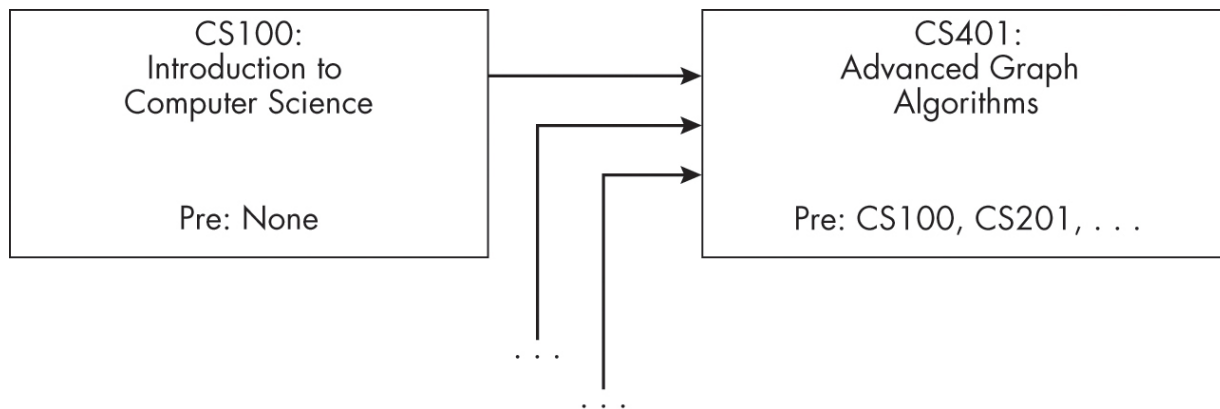 CS100:
Introduction to
Computer Science
Pre: None
CS401:
Advanced Graph
Algorithms
Pre: CS100, CS201, . . .
. . .
. . .